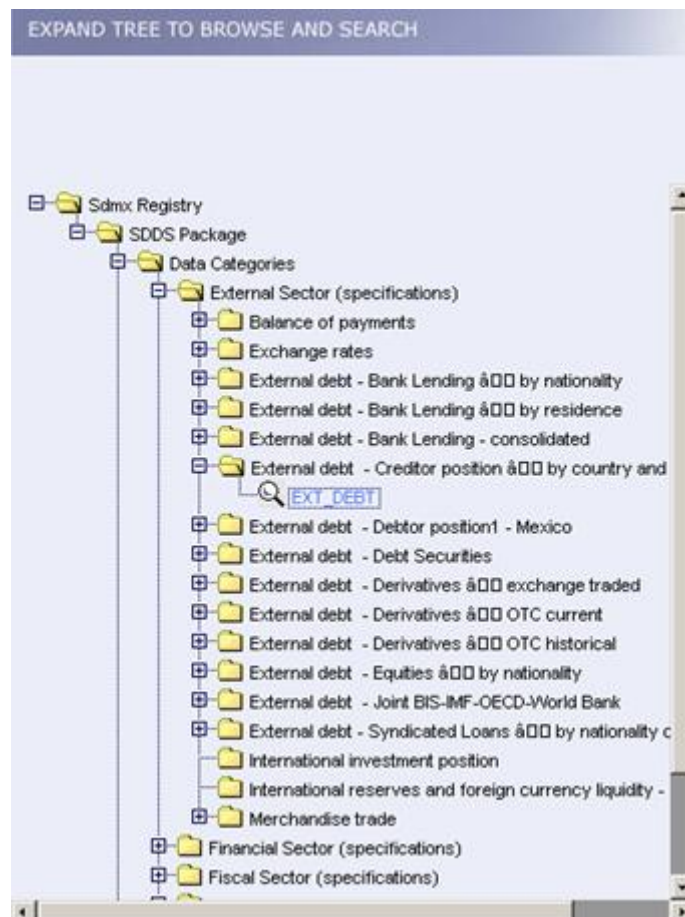 EXPAND TREE TO BROWSE AND SEARCH
Sdmx Registry
SDDS Package
Data Categories
External Sector (specifications)
Balance of payments
Exchange rates
External debt - Bank Lending â□□ by nationality
External debt - Bank Lending â□□ by residence
External debt - Bank Lending - consolidated
External debt - Creditor position â□□ by country and
EXT_DEBT
External debt - Debtor position1 - Mexico
External debt - Debt Securities
External debt - Derivatives â□□ exchange traded
External debt - Derivatives â□□ OTC current
External debt - Derivatives â□□ OTC historical
External debt - Equities â□□ by nationality
External debt - Joint BIS-IMF-OECD-World Bank
External debt - Syndicated Loans â□□ by nationality c
International investment position
International reserves and foreign currency liquidity -
Merchandise trade
Financial Sector (specifications)
Fiscal Sector (specifications)